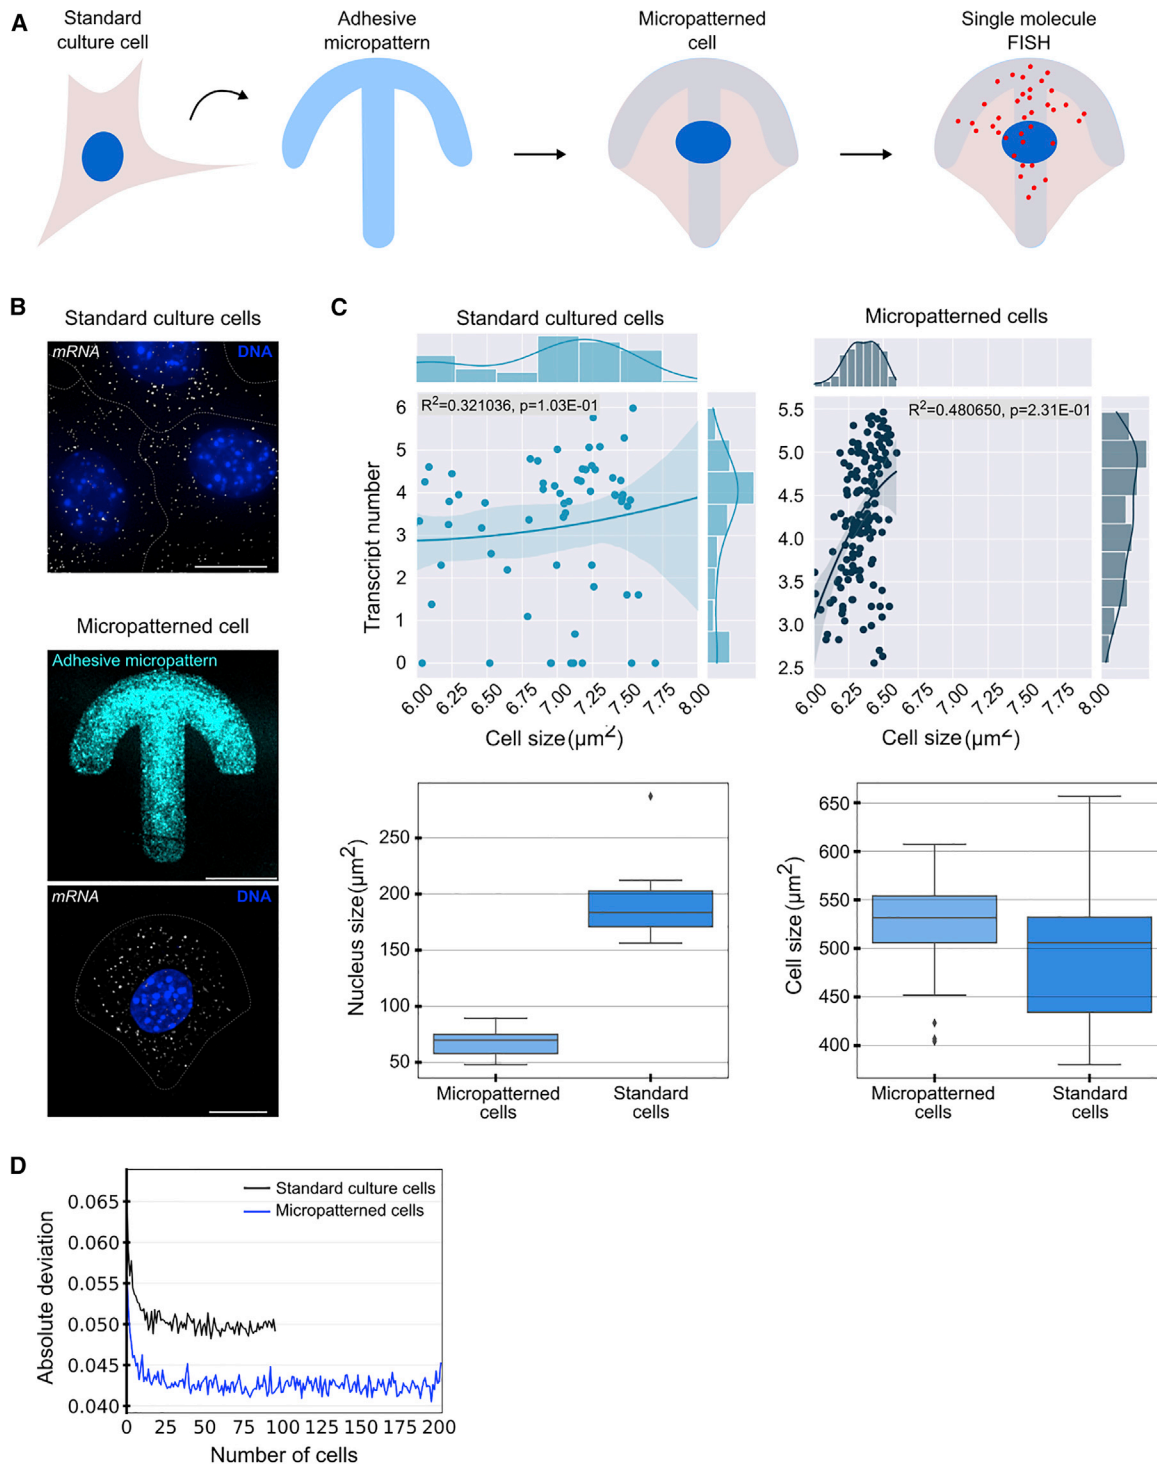 A
Standard
culture cell
Adhesive
micropattern
Micropatterned
cell
Single molecule
FISH
B
Standard culture cells
mRNA
DNA
Micropatterned cell
Adhesive micropattern
mRNA
DNA
C
Standard cultured cells
R2=0.321036, p=1.03E-01
Transcript number
6
5
4
3
2
1
0
6.00
6.25
6.50
6.75
7.00
7.25
7.50
7.75
8.00
Cell size(µm2)
Micropatterned cells
R2=0.480650, p=2.31E-01
5.5
5.0
4.5
4.0
3.5
3.0
2.5
6.00
6.25
6.50
6.75
7.00
7.25
7.50
7.75
8.00
Cell size(µm2)
Nucleus size(µm2)
250
200
150
100
50
Micropatterned
cells
Standard
cells
Cell size(µm2)
650
600
550
500
450
400
Micropatterned
cells
Standard
cells
D
Absolute deviation
0.065
0.060
0.055
0.050
0.045
0.040
Standard culture cells
Micropatterned cells
0 25 50 75 100 125 150 175 200
Number of cells